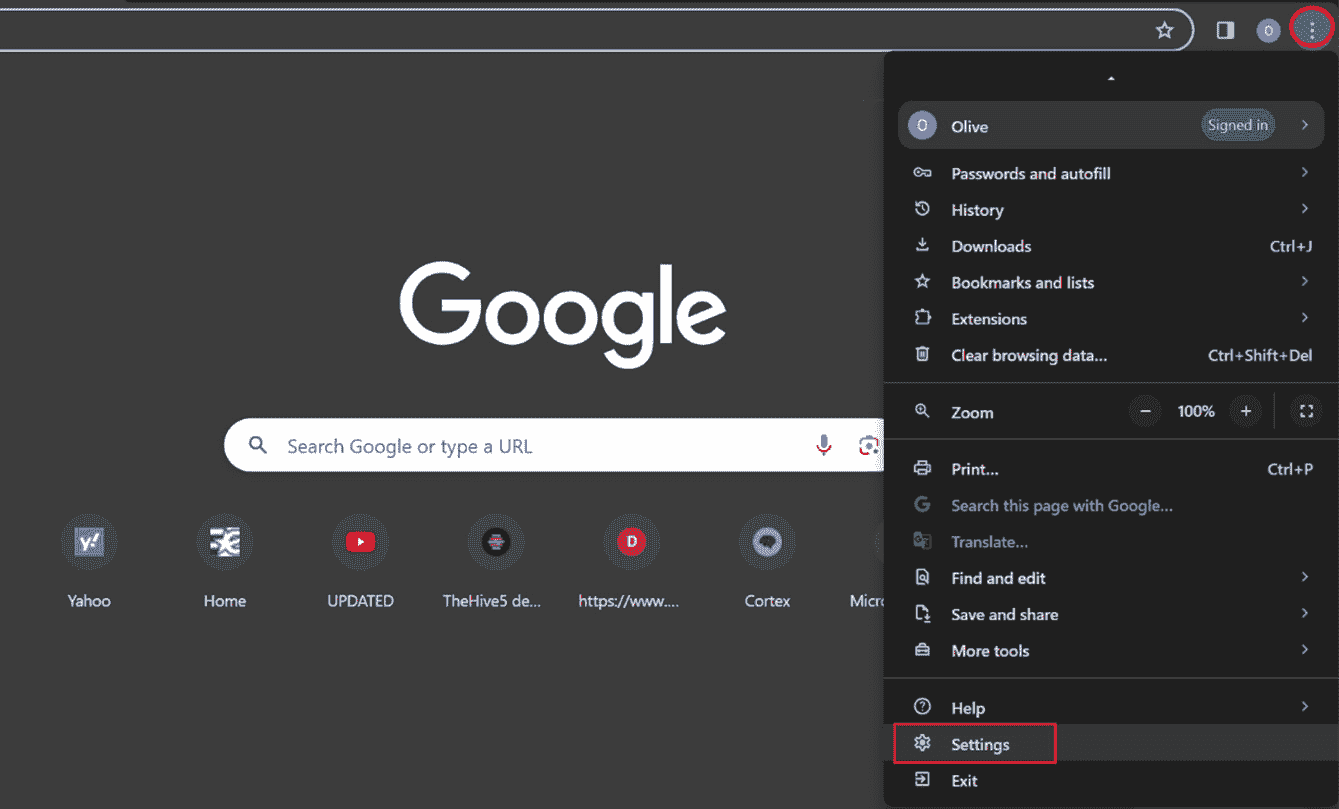 O
O Olive Signed in
Passwords and autofill
History
Downloads Ctrl+J
Bookmarks and lists
Extensions
Clear browsing data... Ctrl+Shift+Del
Zoom − 100% +
Print... Ctrl+P
G Search this page with Google...
Translate...
Find and edit
Save and share
More tools
Help
Settings
Exit
Google
Search Google or type a URL
y! D
Yahoo Home UPDATED TheHive5 de... https://www.... Cortex Micro